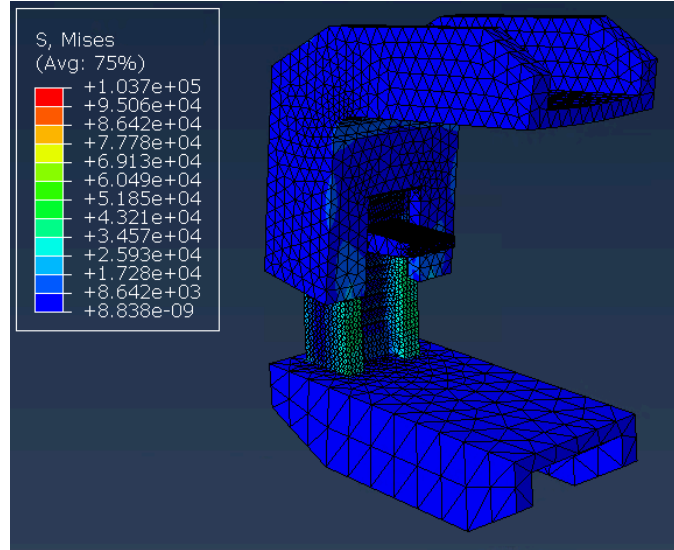 S, Mises
(Avg: 75%)
+1.037e+05
+9.506e+04
+8.642e+04
+7.778e+04
+6.913e+04
+6.049e+04
+5.185e+04
+4.321e+04
+3.457e+04
+2.593e+04
+1.728e+04
+8.642e+03
+8.838e-09